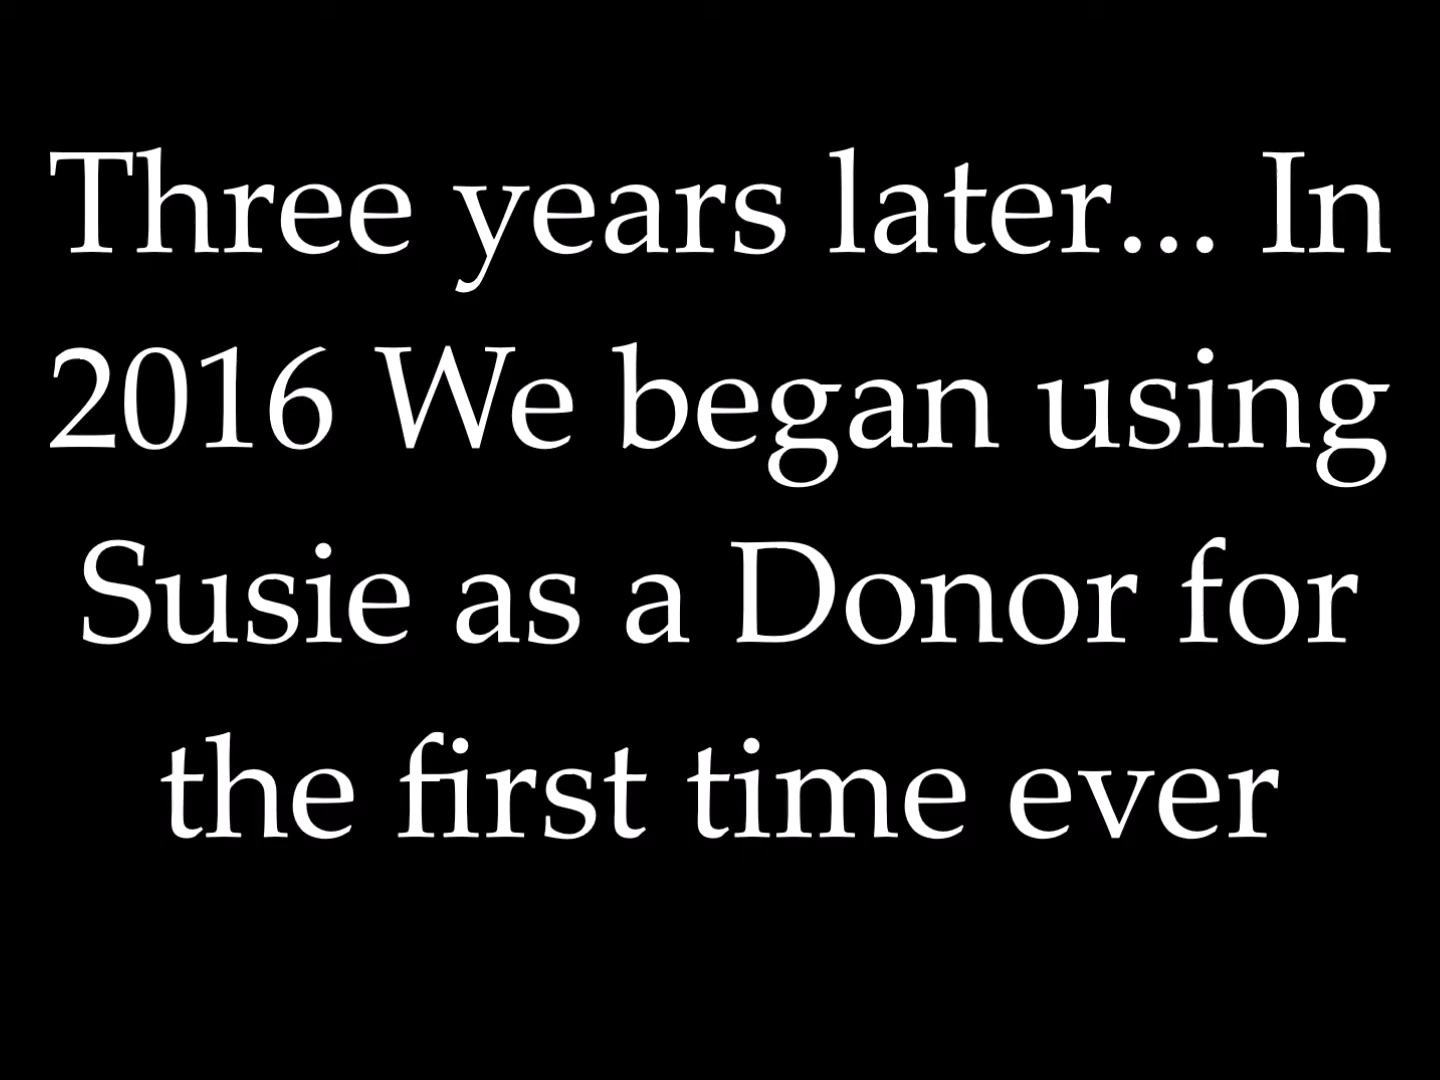 Three years later... In
2016 We began using
Susie as a Donor for
the first time ever